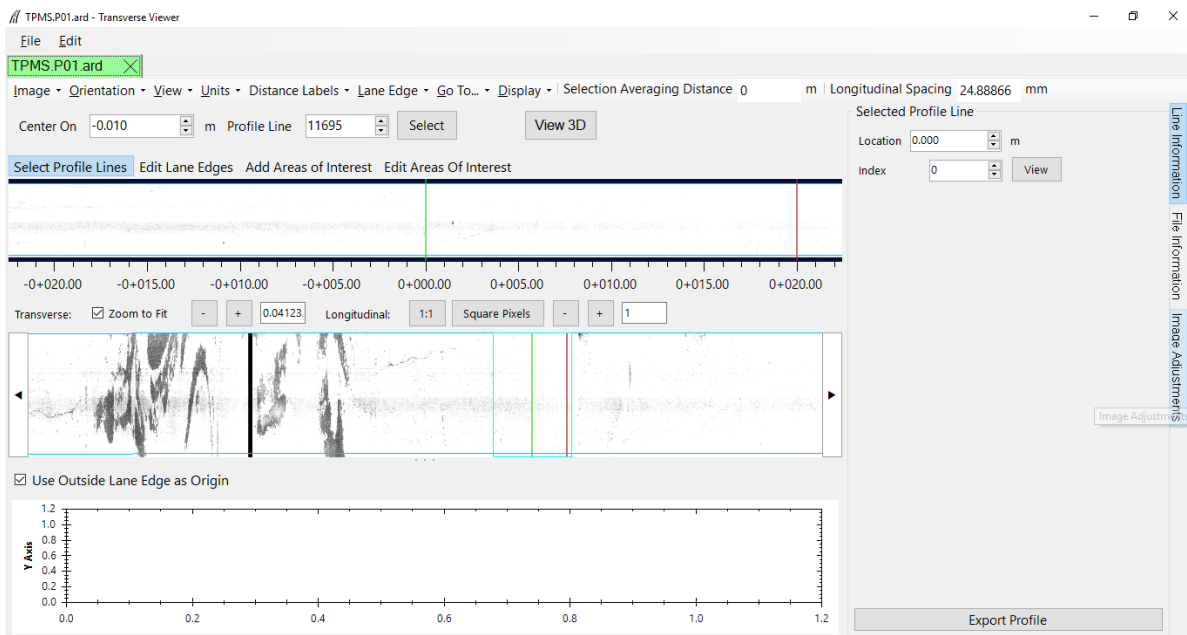 TPMS.P01.ard - Transverse Viewer
File Edit
TPMS.P01.ard
Image Orientation View Units Distance Labels Lane Edge Go To... Display Selection Averaging Distance 0 m Longitudinal Spacing 24.88866 mm
Center On -0.010 m Profile Line 11695 Select View 3D
Select Profile Lines Edit Lane Edges Add Areas of Interest Edit Areas Of Interest
-0+020.00 -0+015.00 -0+010.00 -0+005.00 0+000.00 0+005.00 0+010.00 0+015.00 0+020.00
Transverse: Zoom to Fit - + 0.04123 Longitudinal: 1:1 Square Pixels - + 1
Use Outside Lane Edge as Origin
Y Axis
1.2
1.0
0.8
0.6
0.4
0.2
0.0
0.0 0.2 0.4 0.6 0.8 1.0 1.2
Selected Profile Line
Location 0.000 m
Index 0 View
Export Profile
Line Information
File Information
Image Adjustments
Image Adjustments